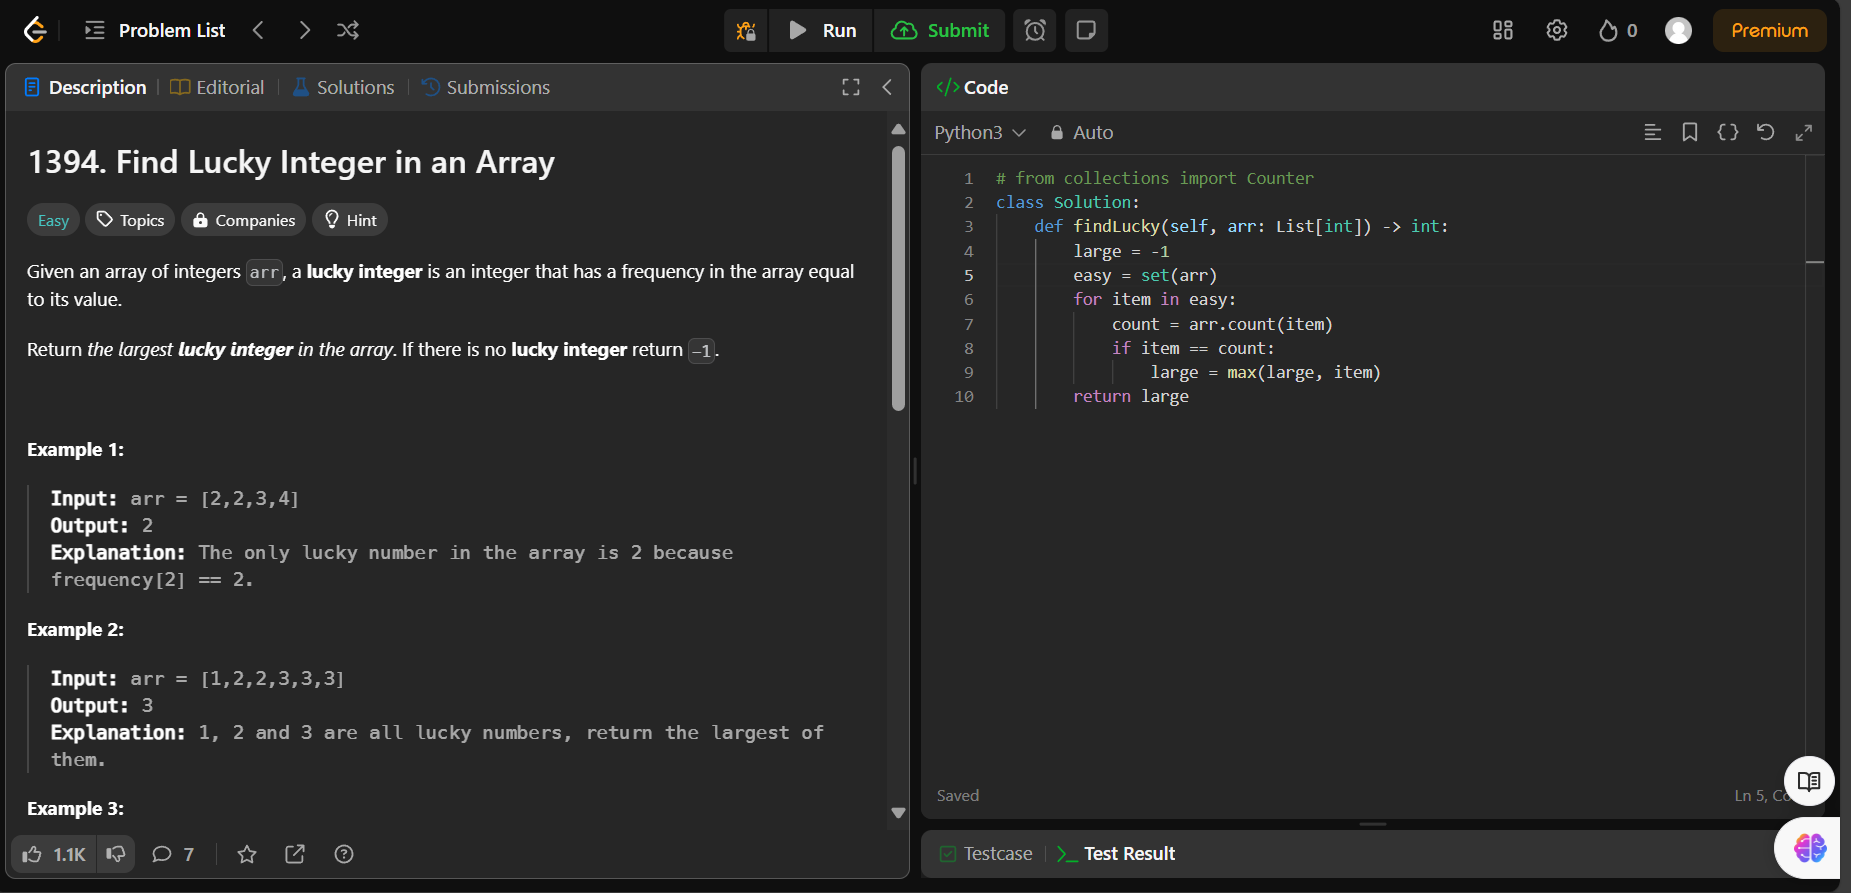 Problem List
Run
Submit
0
Premium
Description
Editorial
Solutions
Submissions
1394. Find Lucky Integer in an Array
Easy
Topics
Companies
Hint
Given an array of integers arr, a lucky integer is an integer that has a frequency in the array equal
to its value.
Return the largest lucky integer in the array. If there is no lucky integer return -1.
Example 1:
Input: arr = [2,2,3,4]
Output: 2
Explanation: The only lucky number in the array is 2 because
frequency[2] == 2.
Example 2:
Input: arr = [1,2,2,3,3,3]
Output: 3
Explanation: 1, 2 and 3 are all lucky numbers, return the largest of
them.
Example 3:
1.1K
7
</> Code
Python3
Auto
1 # from collections import Counter
2 class Solution:
3 def findLucky(self, arr: List[int]) -> int:
4 large = -1
5 easy = set(arr)
6 for item in easy:
7 count = arr.count(item)
8 if item == count:
9 large = max(large, item)
10 return large
Saved
Ln 5,
Testcase
Test Result